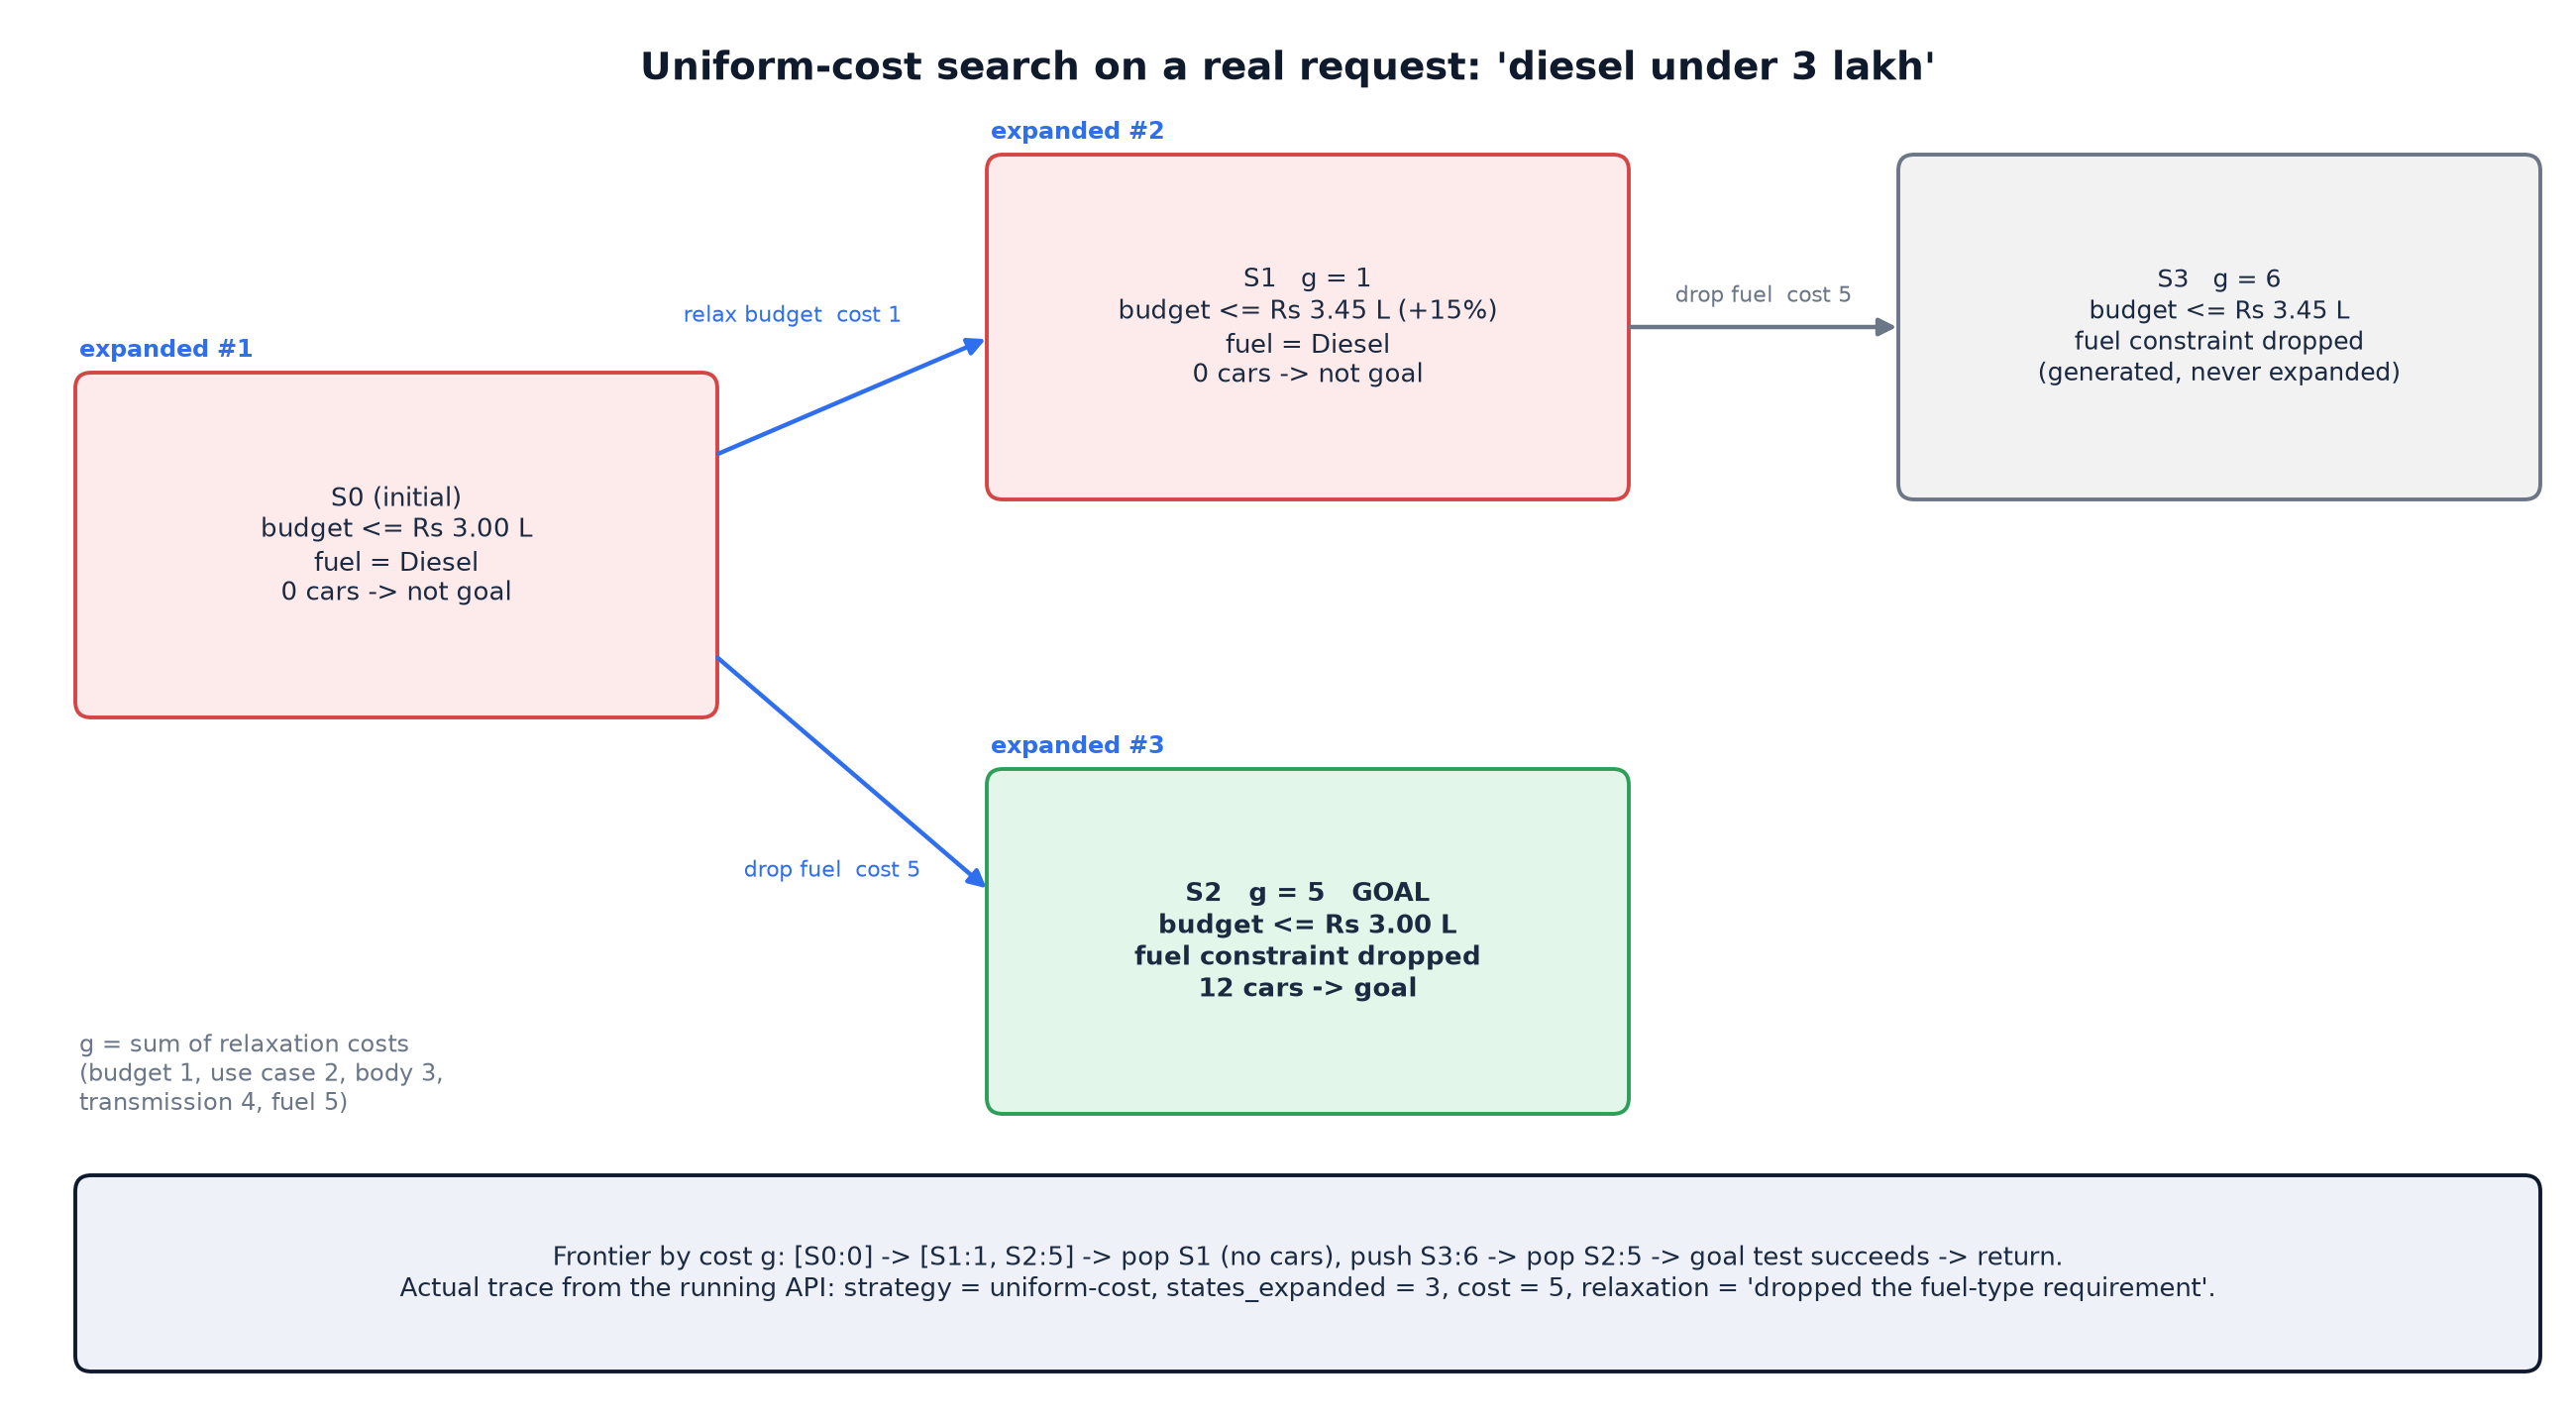 Uniform-cost search on a real request: 'diesel under 3 lakh'
expanded #1
S0 (initial)
budget <= Rs 3.00 L
fuel = Diesel
0 cars -> not goal
relax budget  cost 1
expanded #2
S1   g = 1
budget <= Rs 3.45 L (+15%)
fuel = Diesel
0 cars -> not goal
drop fuel  cost 5
S3   g = 6
budget <= Rs 3.45 L
fuel constraint dropped
(generated, never expanded)
drop fuel  cost 5
expanded #3
S2   g = 5   GOAL
budget <= Rs 3.00 L
fuel constraint dropped
12 cars -> goal
g = sum of relaxation costs
(budget 1, use case 2, body 3,
transmission 4, fuel 5)
Frontier by cost g: [S0:0] -> [S1:1, S2:5] -> pop S1 (no cars), push S3:6 -> pop S2:5 -> goal test succeeds -> return.
Actual trace from the running API: strategy = uniform-cost, states_expanded = 3, cost = 5, relaxation = 'dropped the fuel-type requirement'.